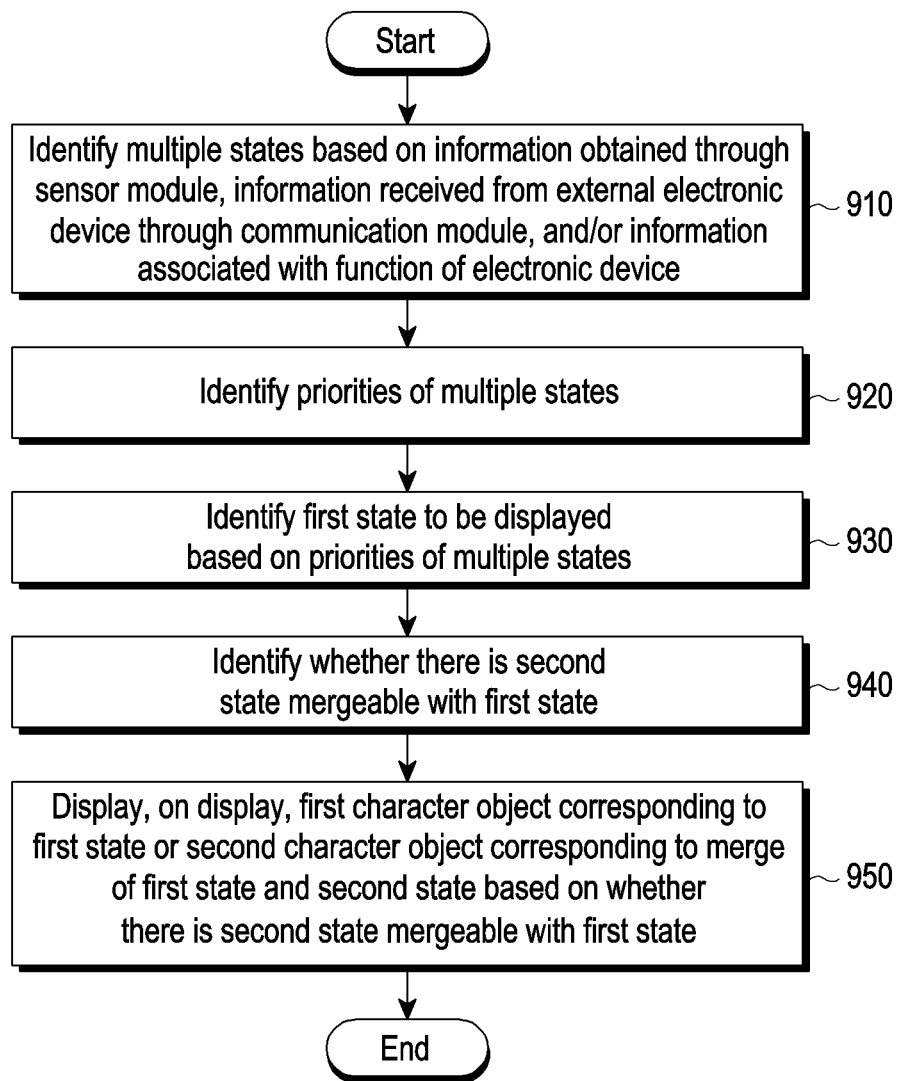 Start
Identify multiple states based on information obtained through
sensor module, information received from external electronic
device through communication module, and/or information
associated with function of electronic device
910
Identify priorities of multiple states
920
Identify first state to be displayed
based on priorities of multiple states
930
Identify whether there is second
state mergeable with first state
940
Display, on display, first character object corresponding to
first state or second character object corresponding to merge
of first state and second state based on whether
there is second state mergeable with first state
950
End